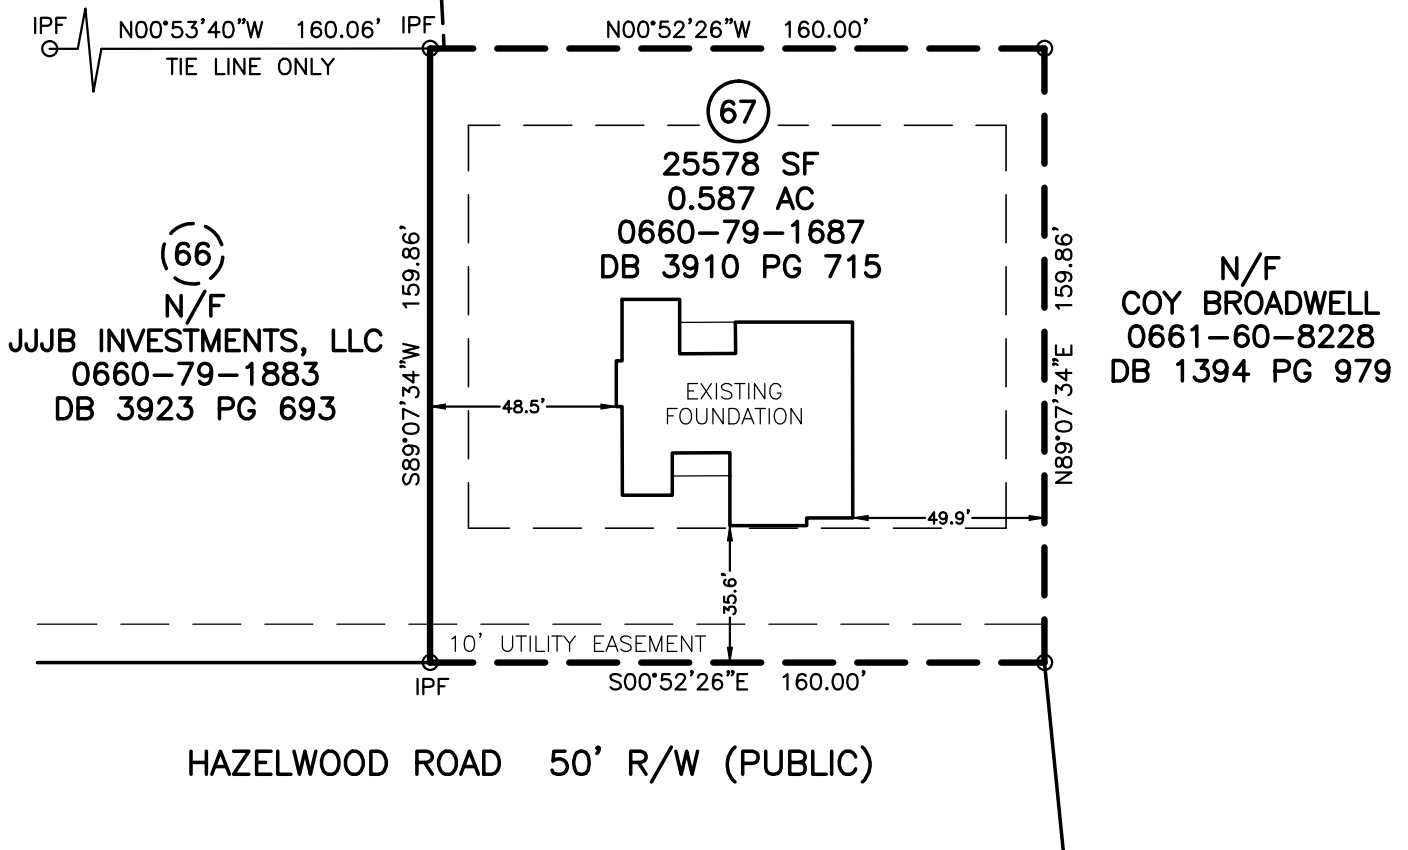 IPF
N00°53'40"W 160.06'
IPF
TIE LINE ONLY
N00°52'26"W 160.00'
67
25578 SF
0.587 AC
0660-79-1687
DB 3910 PG 715
66
N/F
JJJB INVESTMENTS, LLC
0660-79-1883
DB 3923 PG 693
S89°07'34"W 159.86'
N89°07'34"E 159.86'
N/F
COY BROADWELL
0661-60-8228
DB 1394 PG 979
EXISTING
FOUNDATION
48.5'
49.9'
35.6'
10' UTILITY EASEMENT
IPF
S00°52'26"E 160.00'
HAZELWOOD ROAD 50' R/W (PUBLIC)